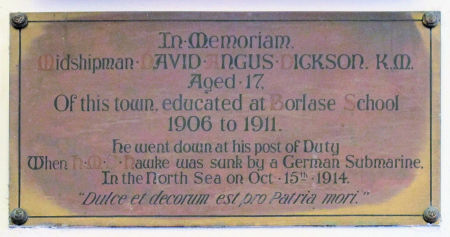 In·Memoriam.
Midshipman·DAVID·ANGUS·DICKSON. R.N.
Aged·17,
Of this town, educated at Borlase School
1906 to 1911.
he went down at his post of Duty
When H·M·S·Hawke was sunk by a German Submarine,
In the North Sea on Oct·15th·1914.
"Dulce et decorum est pro Patria mori."